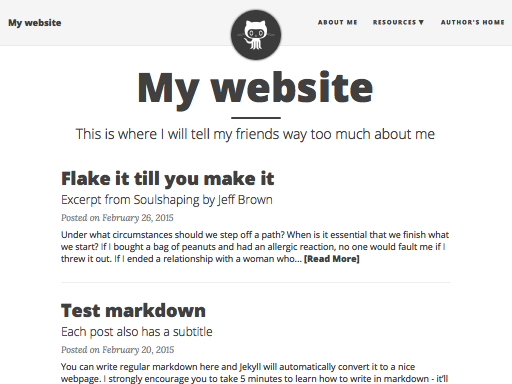 My website
ABOUT ME
RESOURCES ▼
AUTHOR'S HOME
My website
This is where I will tell my friends way too much about me
Flake it till you make it
Excerpt from Soulshaping by Jeff Brown
Posted on February 26, 2015
Under what circumstances should we step off a path? When is it essential that we finish what
we start? If I bought a bag of peanuts and had an allergic reaction, no one would fault me if I
threw it out. If I ended a relationship with a woman who... [Read More]
Test markdown
Each post also has a subtitle
Posted on February 20, 2015
You can write regular markdown here and Jekyll will automatically convert it to a nice
webpage. I strongly encourage you to take 5 minutes to learn how to write in markdown - it'll